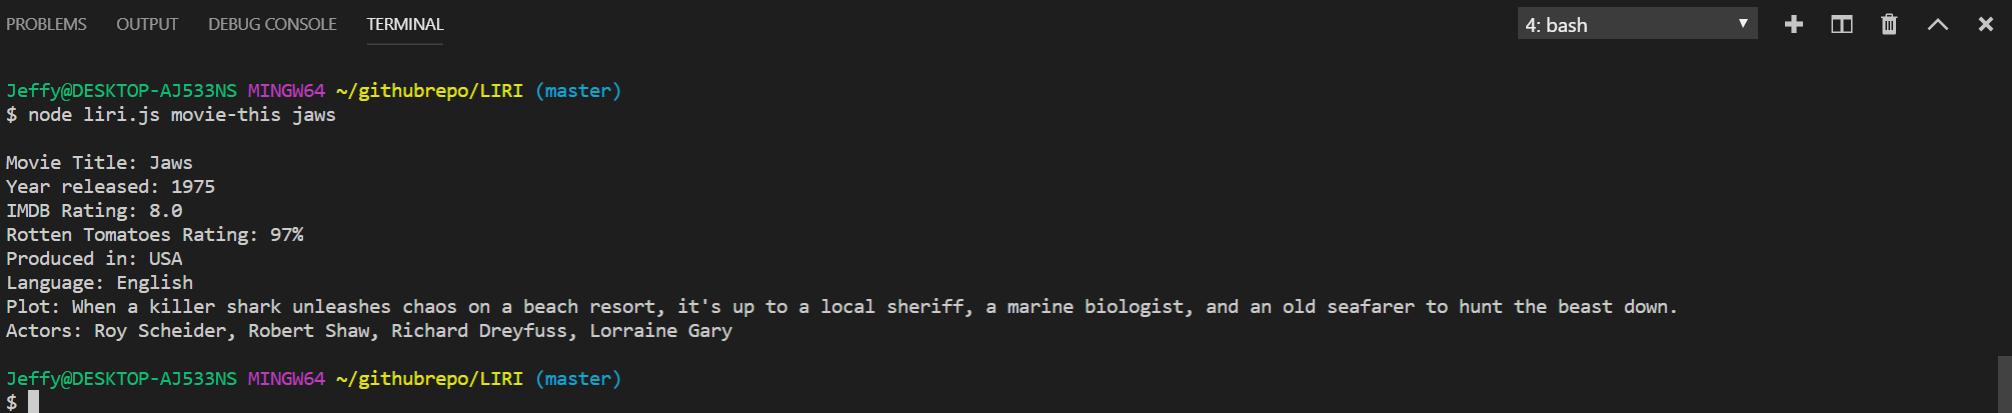 PROBLEMS OUTPUT DEBUG CONSOLE TERMINAL 4: bash
Jeffy@DESKTOP-AJ533NS MINGW64 ~/githubrepo/LIRI (master)
$ node liri.js movie-this jaws
Movie Title: Jaws
Year released: 1975
IMDB Rating: 8.0
Rotten Tomatoes Rating: 97%
Produced in: USA
Language: English
Plot: When a killer shark unleashes chaos on a beach resort, it's up to a local sheriff, a marine biologist, and an old seafarer to hunt the beast down.
Actors: Roy Scheider, Robert Shaw, Richard Dreyfuss, Lorraine Gary
Jeffy@DESKTOP-AJ533NS MINGW64 ~/githubrepo/LIRI (master)
$